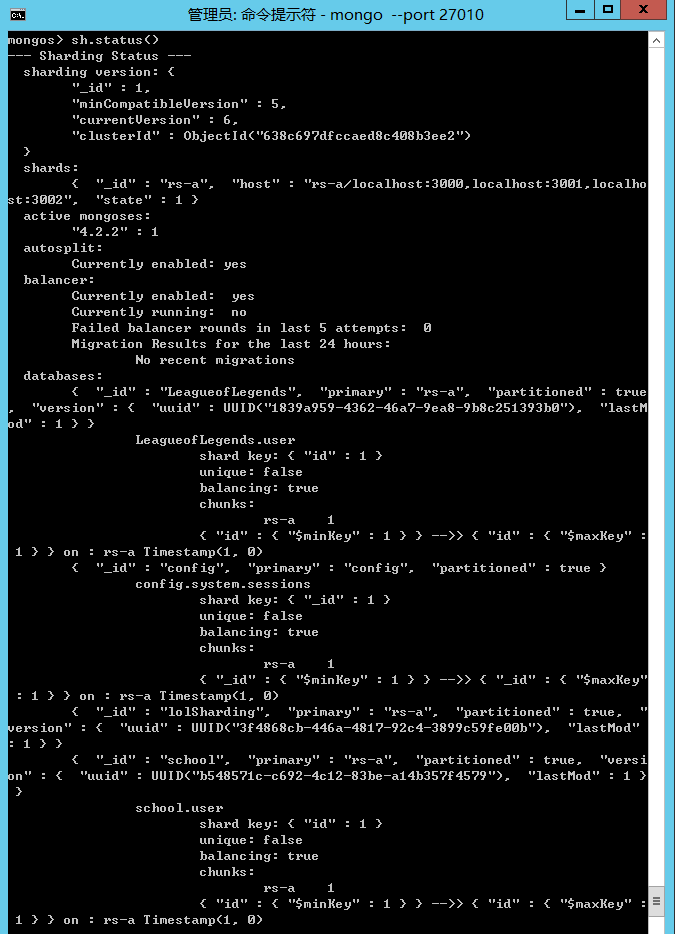 管理员: 命令提示符 - mongo  --port 27010
mongos> sh.status()
--- Sharding Status ---
  sharding version: {
        "_id" : 1,
        "minCompatibleVersion" : 5,
        "currentVersion" : 6,
        "clusterId" : ObjectId("638c697dfccaed8c408b3ee2")
  }
  shards:
        {  "_id" : "rs-a",  "host" : "rs-a/localhost:3000,localhost:3001,localho
st:3002",  "state" : 1 }
  active mongoses:
        "4.2.2" : 1
  autosplit:
        Currently enabled: yes
  balancer:
        Currently enabled:  yes
        Currently running:  no
        Failed balancer rounds in last 5 attempts:  0
        Migration Results for the last 24 hours:
                No recent migrations
  databases:
        {  "_id" : "LeagueofLegends",  "primary" : "rs-a",  "partitioned" : true
,  "version" : {  "uuid" : UUID("1839a959-4362-46a7-9ea8-9b8c251393b0"),  "lastM
od" : 1 } }
                LeagueofLegends.user
                        shard key: { "id" : 1 }
                        unique: false
                        balancing: true
                        chunks:
                                rs-a    1
                        { "id" : { "$minKey" : 1 } } -->> { "id" : { "$maxKey" :
 1 } } on : rs-a Timestamp(1, 0)
        {  "_id" : "config",  "primary" : "config",  "partitioned" : true }
                config.system.sessions
                        shard key: { "_id" : 1 }
                        unique: false
                        balancing: true
                        chunks:
                                rs-a    1
                        { "_id" : { "$minKey" : 1 } } -->> { "_id" : { "$maxKey"
 : 1 } } on : rs-a Timestamp(1, 0)
        {  "_id" : "lolSharding",  "primary" : "rs-a",  "partitioned" : true,  "
version" : {  "uuid" : UUID("3f4868cb-446a-4817-92c4-3899c59fe00b"),  "lastMod"
: 1 } }
        {  "_id" : "school",  "primary" : "rs-a",  "partitioned" : true,  "versi
on" : {  "uuid" : UUID("b548571c-c692-4c12-83be-a14b357f4579"),  "lastMod" : 1 }
 }
                school.user
                        shard key: { "id" : 1 }
                        unique: false
                        balancing: true
                        chunks:
                                rs-a    1
                        { "id" : { "$minKey" : 1 } } -->> { "id" : { "$maxKey" :
 1 } } on : rs-a Timestamp(1, 0)